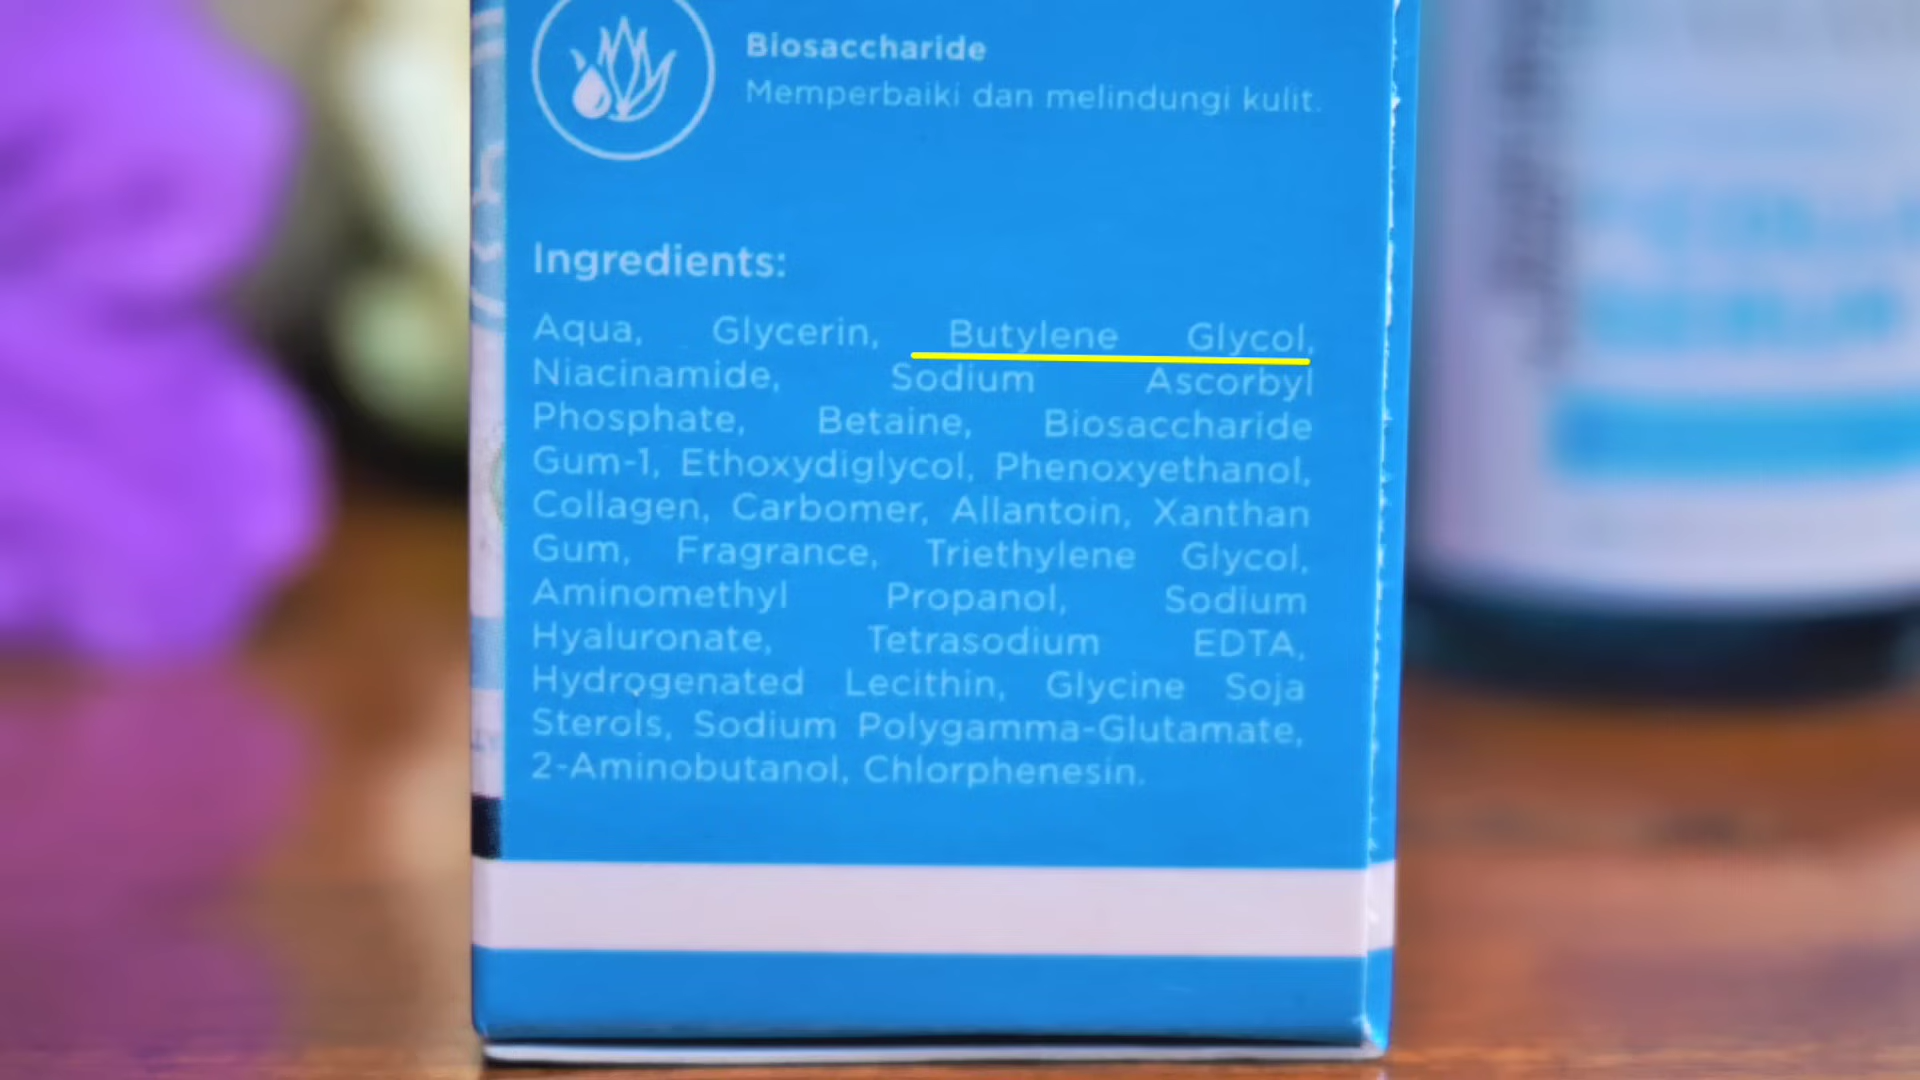 Biosaccharide
Memperbaiki dan melindungi kulit.
Ingredients:
Aqua, Glycerin, Butylene Glycol,
Niacinamide, Sodium Ascorbyl
Phosphate, Betaine, Biosaccharide
Gum-1, Ethoxydiglycol, Phenoxyethanol,
Collagen, Carbomer, Allantoin, Xanthan
Gum, Fragrance, Triethylene Glycol,
Aminomethyl Propanol, Sodium
Hyaluronate, Tetrasodium EDTA,
Hydrogenated Lecithin, Glycine Soja
Sterols, Sodium Polygamma-Glutamate,
2-Aminobutanol, Chlorphenesin.